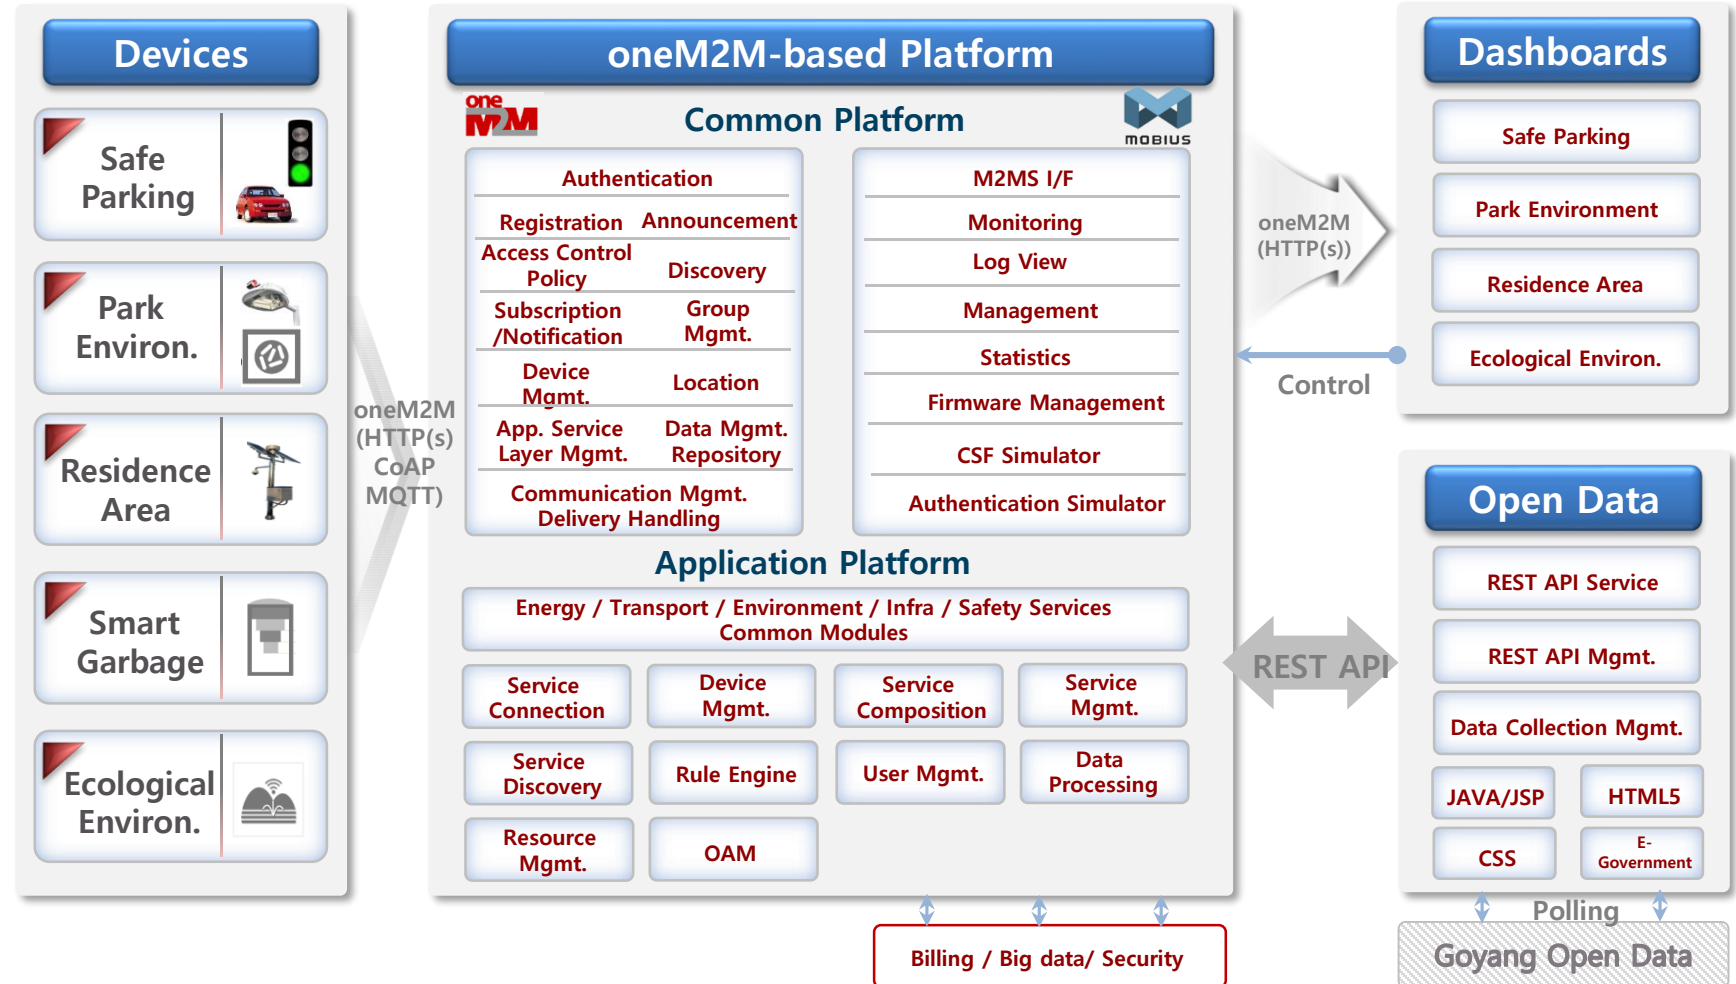 Devices
Safe
Parking
Park
Environ.
Residence
Area
Smart
Garbage
Ecological
Environ.
oneM2M
(HTTP(s)
CoAP
MQTT)
oneM2M-based Platform
one
M2M
Common Platform
MOBIUS
Authentication
Registration Announcement
Access Control
Policy
Discovery
Subscription
/Notification
Group
Mgmt.
Device
Mgmt.
Location
App. Service
Layer Mgmt.
Data Mgmt.
Repository
Communication Mgmt.
Delivery Handling
M2MS I/F
Monitoring
Log View
Management
Statistics
Firmware Management
CSF Simulator
Authentication Simulator
Application Platform
Energy / Transport / Environment / Infra / Safety Services
Common Modules
Service
Connection
Device
Mgmt.
Service
Composition
Service
Mgmt.
Service
Discovery
Rule Engine
User Mgmt.
Data
Processing
Resource
Mgmt.
OAM
Billing / Big data/ Security
oneM2M
(HTTP(s))
Control
REST API
Dashboards
Safe Parking
Park Environment
Residence Area
Ecological Environ.
Open Data
REST API Service
REST API Mgmt.
Data Collection Mgmt.
JAVA/JSP
HTML5
CSS
E-
Government
Polling
Goyang Open Data